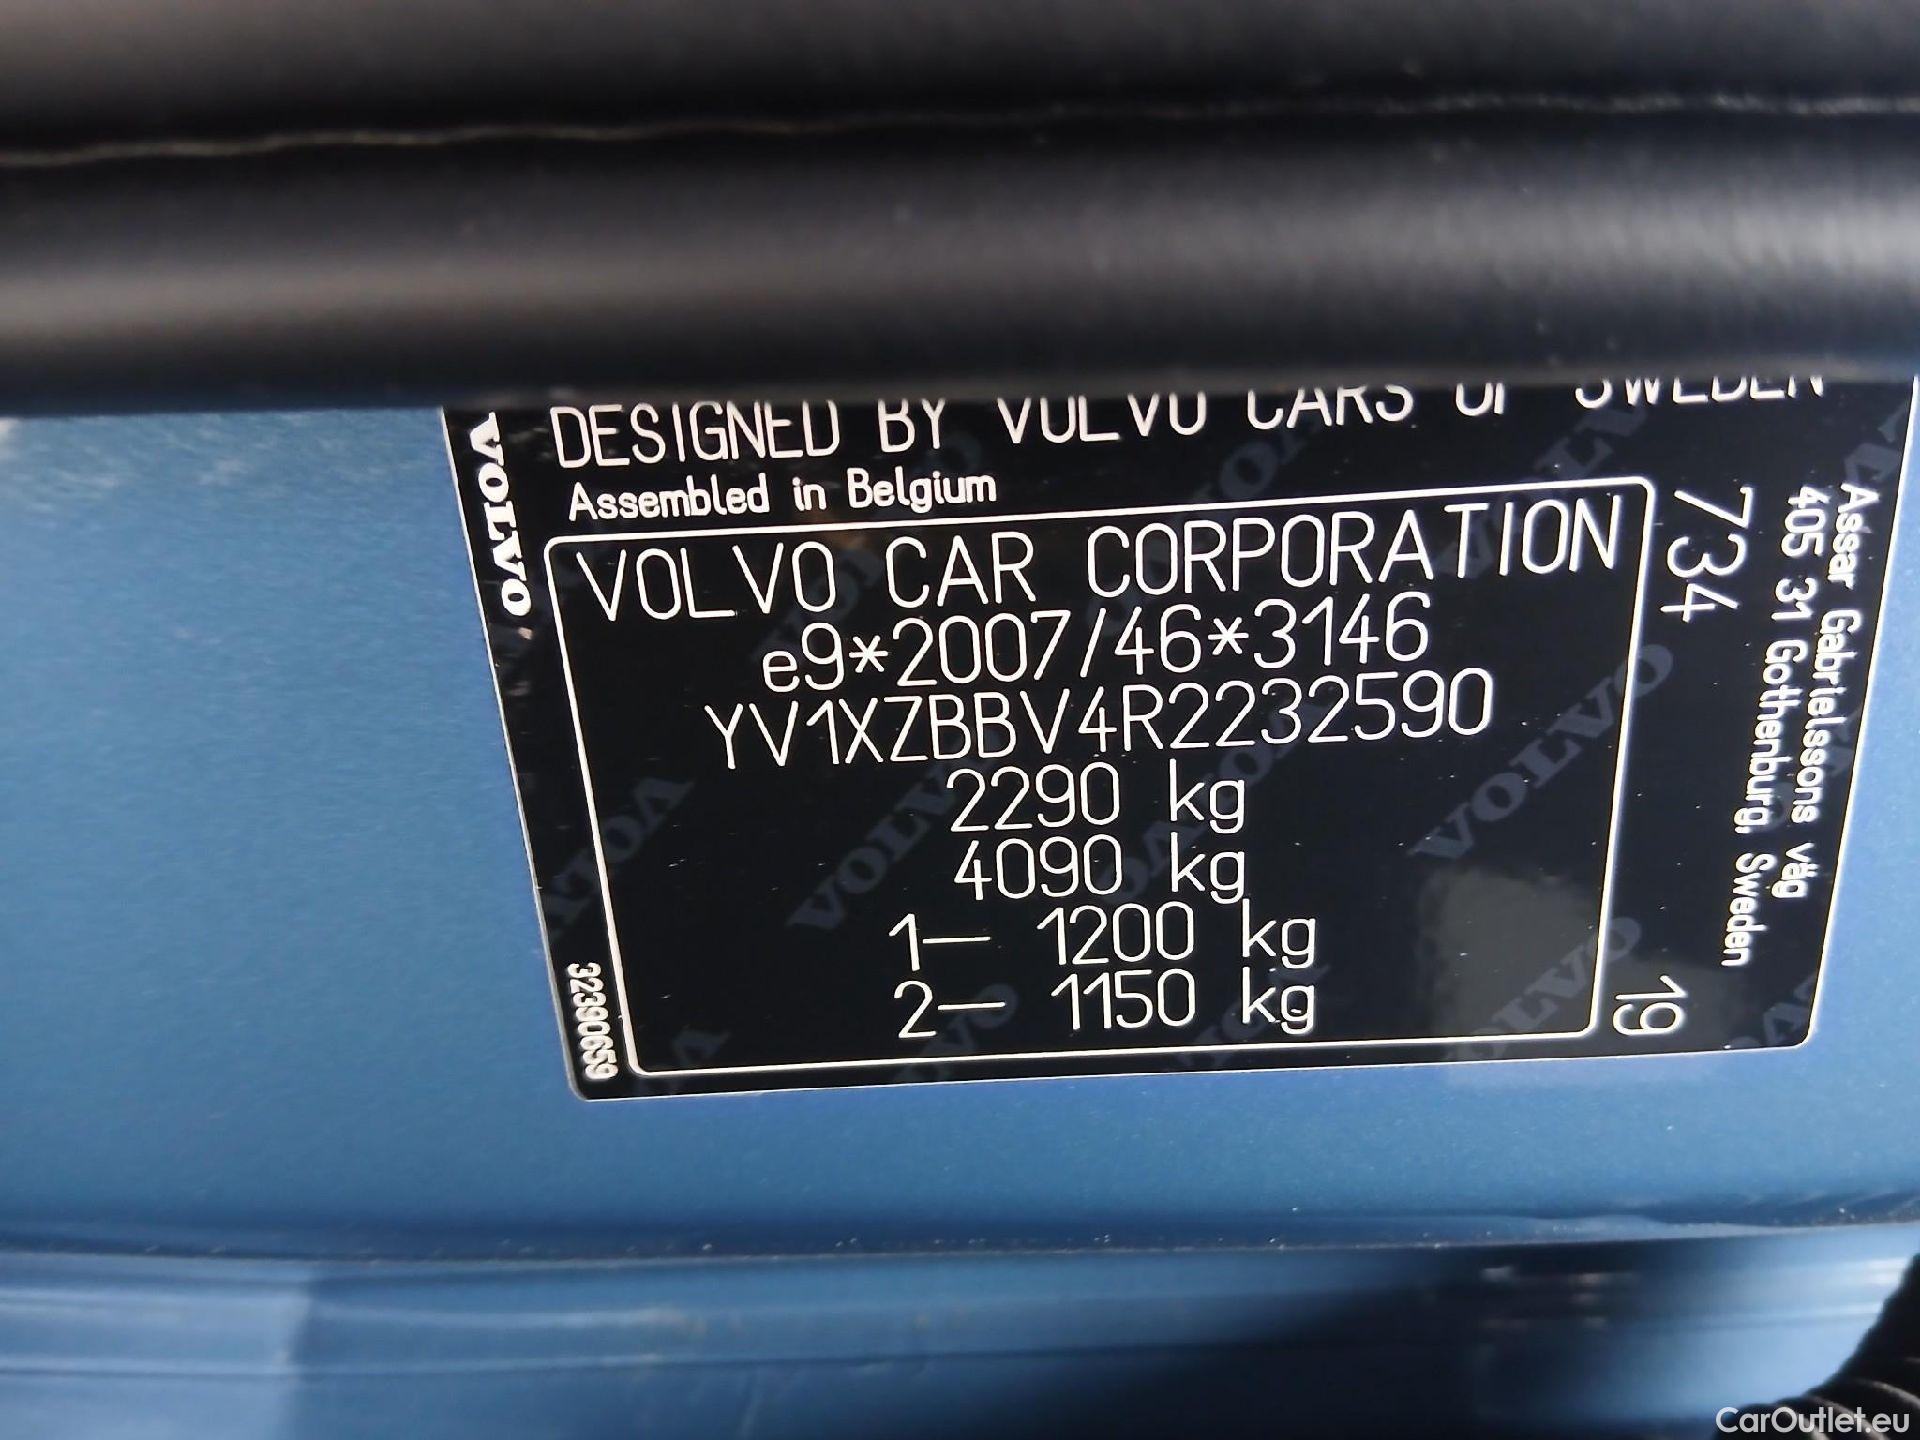 DESIGNED BY VOLVO CARS OF SWEDEN
Assembled in Belgium
VOLVO
VOLVO CAR CORPORATION
e9*2007/46*3146
YV1XZBBV4R2232590
2290 kg
4090 kg
1– 1200 kg
2– 1150 kg
32390659
734
19
Assar Gabrielssons väg
405 31 Gothenburg, Sweden
CarOutlet.eu